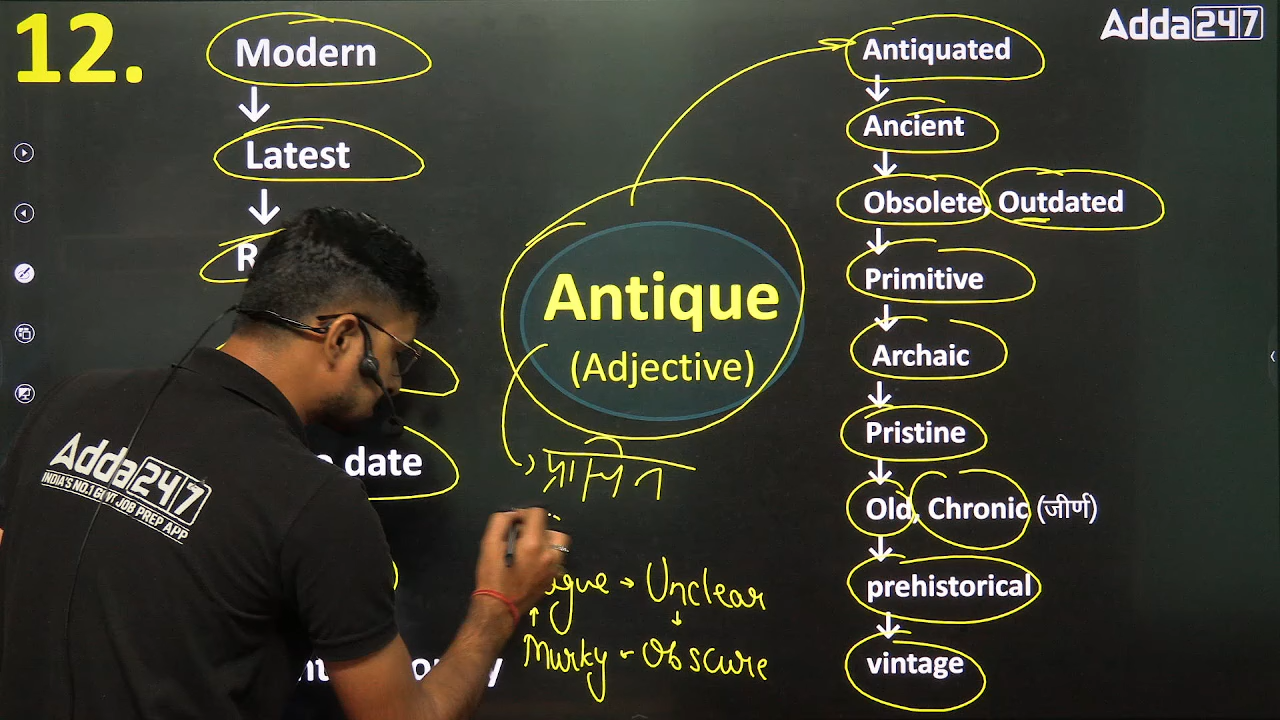 12.
Modern
Latest
date
Antique
(Adjective)
Unclear
Murky - Obscure
Adda247
Antiquated
Ancient
Obsolete, Outdated
Primitive
Archaic
Pristine
Old, Chronic (जीर्ण)
prehistorical
vintage
Adda247
INDIA'S NO.1 GOVT JOB PREP APP